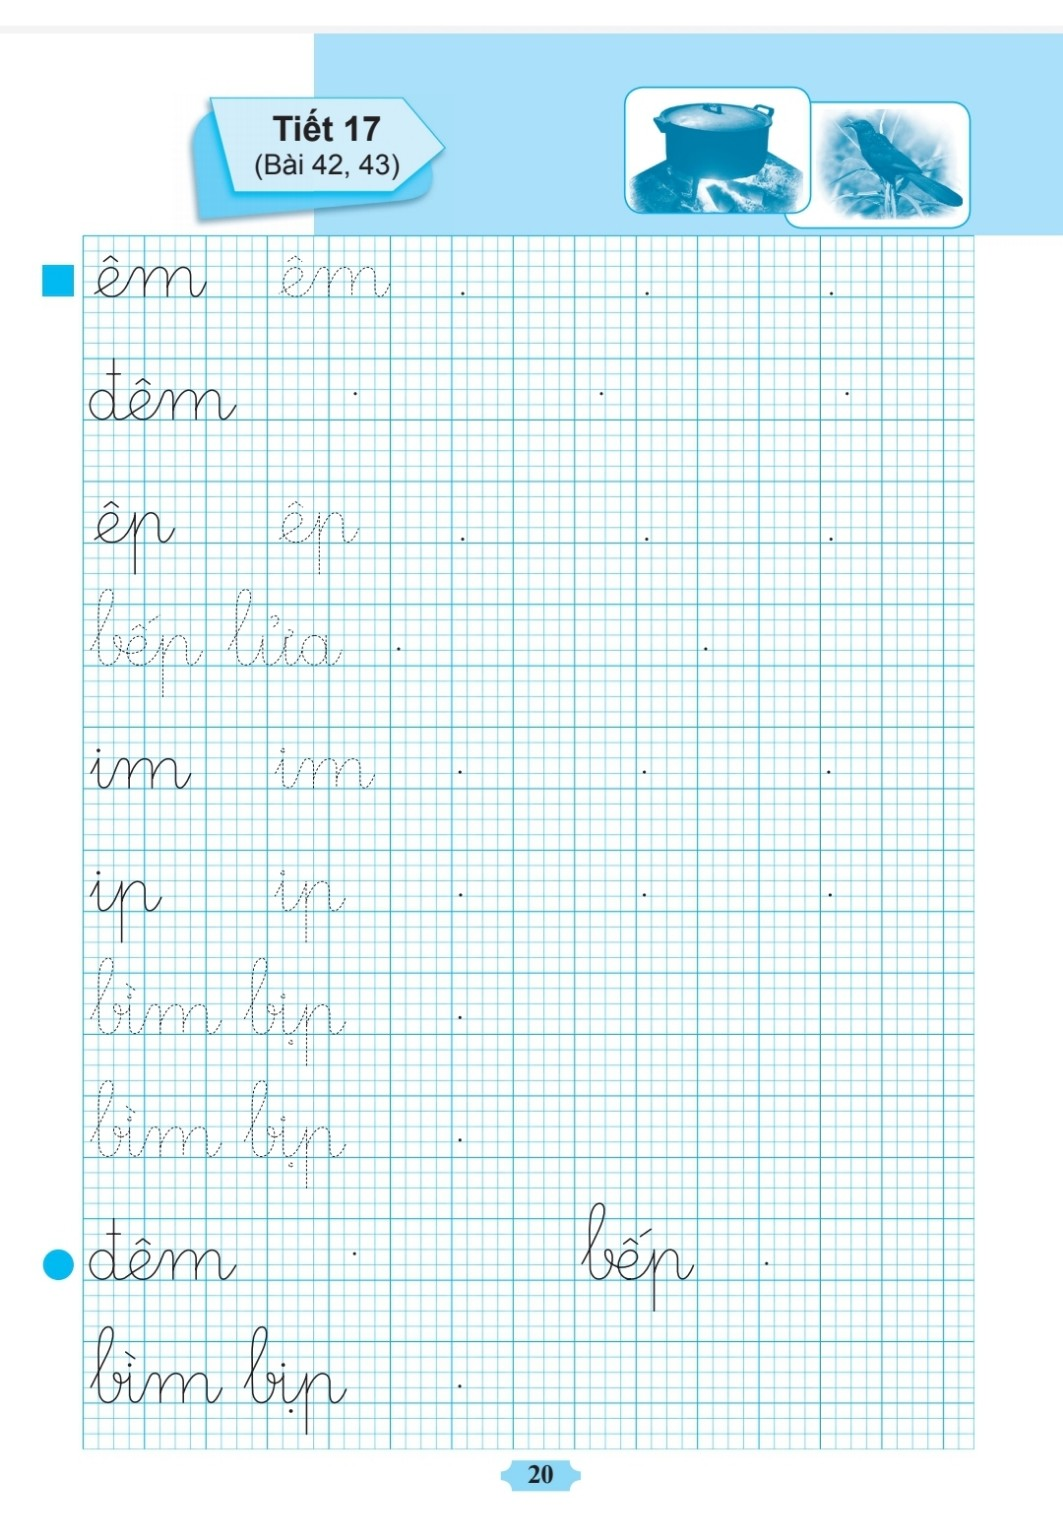 Tiết 17
(Bài 42, 43)
êm êm
đêm
êp êp
bếp lửa
im im
ip ip
bìm bịp
bìm bịp
đêm bếp
bìm bịp
20